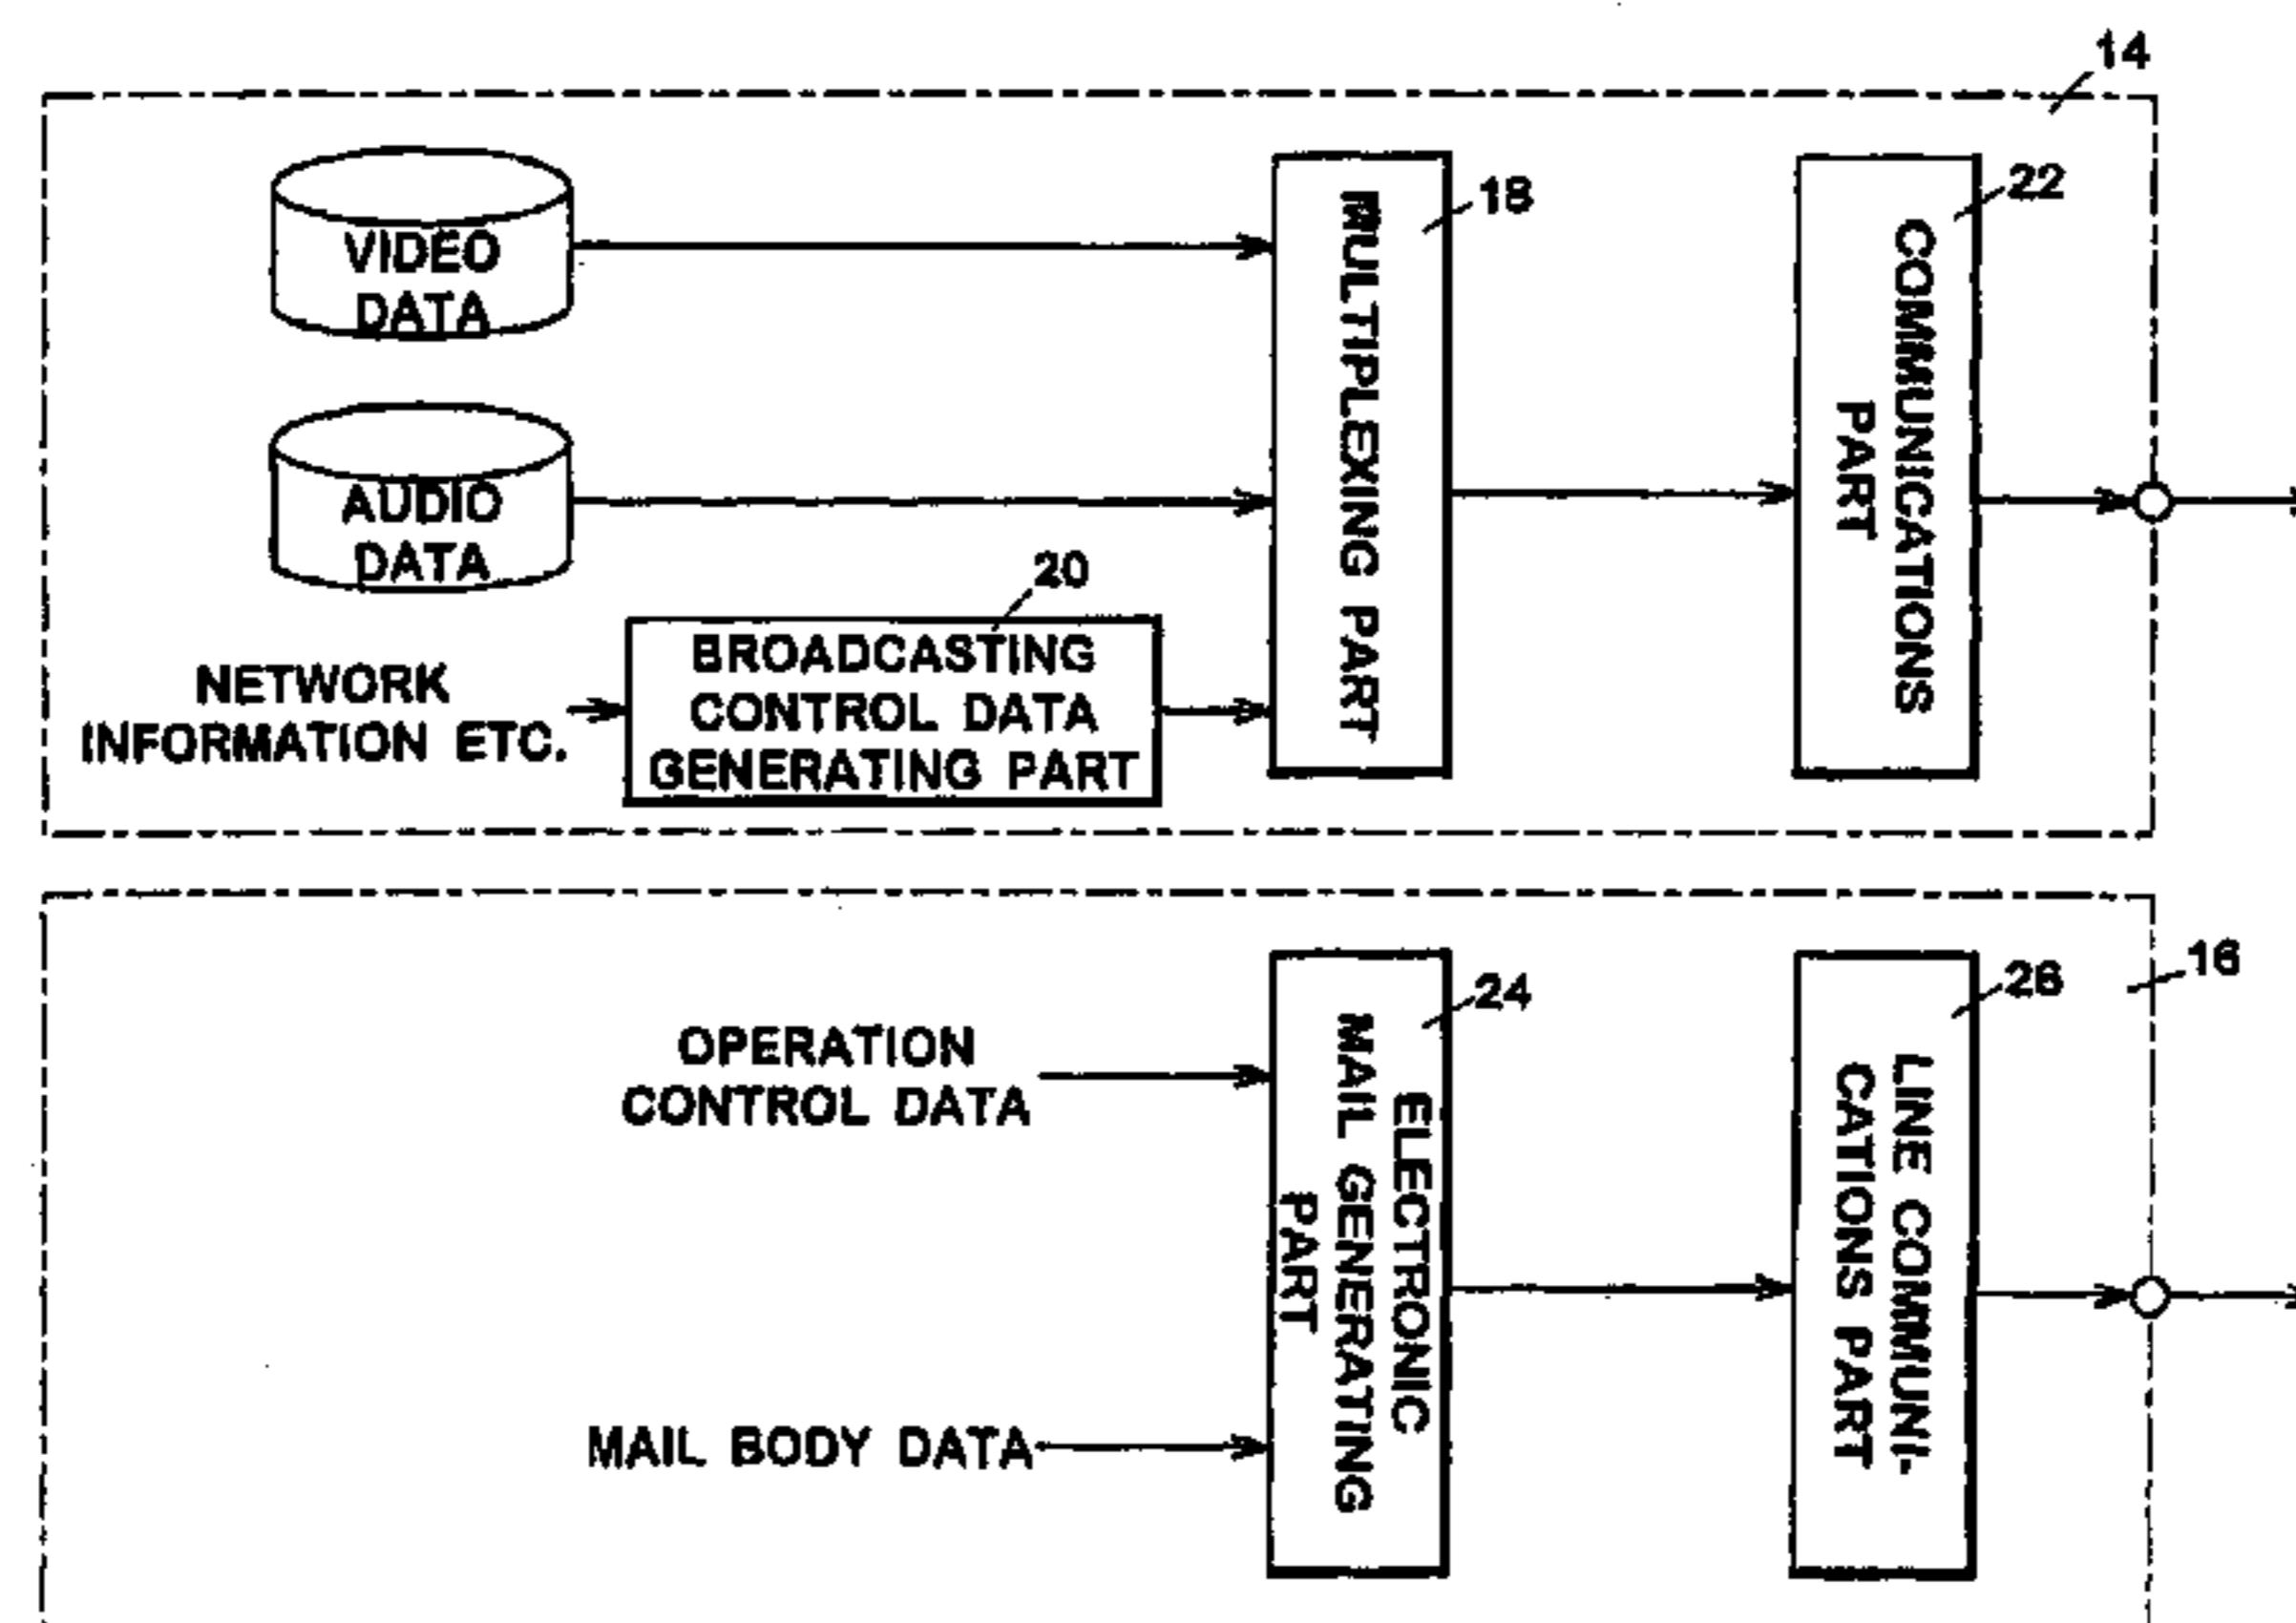 14
VIDEO
DATA
AUDIO
DATA
NETWORK
INFORMATION ETC.
20
BROADCASTING
CONTROL DATA
GENERATING PART
18
MULTIPLEXING PART
22
COMMUNICATIONS
PART
16
OPERATION
CONTROL DATA
MAIL BODY DATA
24
ELECTRONIC
MAIL GENERATING
PART
26
LINE COMMUNI-
CATIONS PART